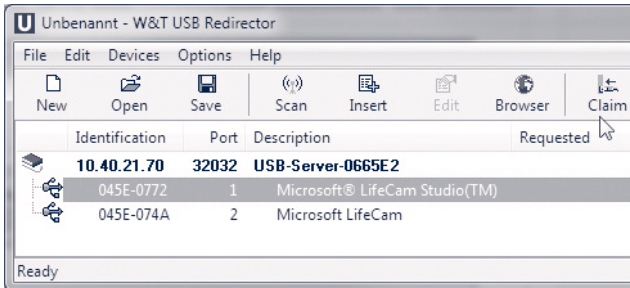 U Unbenannt - W&T USB Redirector
File Edit Devices Options Help
New Open Save Scan Insert Edit Browser Claim
Identification Port Description Requested
10.40.21.70 32032 USB-Server-0665E2
045E-0772 1 Microsoft® LifeCam Studio(TM)
045E-074A 2 Microsoft LifeCam
Ready